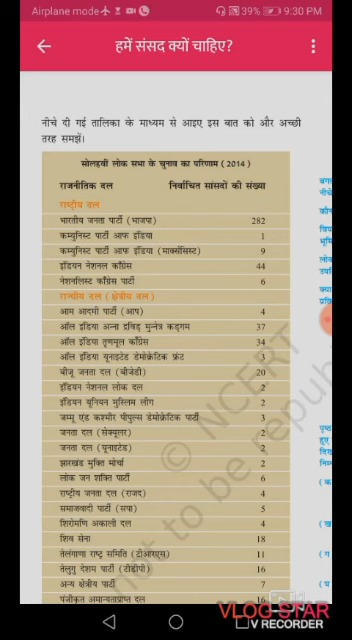 Airplane mode 39% 9:30 PM
हमें संसद क्यों चाहिए?
नीचे दी गई तालिका के माध्यम से आइए इस बात को और अच्छी
तरह समझें।
सोलहवीं लोक सभा के चुनाव का परिणाम (2014)
राजनीतिक दल निर्वाचित सांसदों की संख्या
राष्ट्रीय दल
भारतीय जनता पार्टी (भाजपा) 282
कम्युनिस्ट पार्टी आफ इंडिया 1
कम्युनिस्ट पार्टी आफ इंडिया (मार्क्ससिस्ट) 9
इंडियन नेशनल काँग्रेस 44
नेशनलिस्ट काँग्रेस पार्टी 6
राज्यीय दल (क्षेत्रीय दल)
आम आदमी पार्टी (आप) 4
ऑल इंडिया अन्ना द्रविड़ मुन्नेत्र कड़गम 37
ऑल इंडिया तृणमूल काँग्रेस 34
ऑल इंडिया यूनाइटेड डेमोक्रेटिक फ्रंट 3
बीजू जनता दल (बीजेडी) 20
इंडियन नेशनल लोक दल 2
इंडियन यूनियन मुस्लिम लीग 2
जम्मू एंड कश्मीर पीपुल्स डेमोक्रेटिक पार्टी 3
जनता दल (सेक्यूलर) 2
जनता दल (यूनाइटेड) 2
झारखंड मुक्ति मोर्चा 2
लोक जन शक्ति पार्टी 6
राष्ट्रीय जनता दल (राजद) 4
समाजवादी पार्टी (सपा) 5
शिरोमणि अकाली दल 4
शिव सेना 18
तेलंगाणा राष्ट्र समिति (टीआरएस) 11
तेलुगु देशम पार्टी (टीडीपी) 16
अन्य क्षेत्रीय पार्टी 7
पंजीकृत अमान्यताप्राप्त दल 16
© NCERT
not to be republi
VLOG STAR
V RECORDER